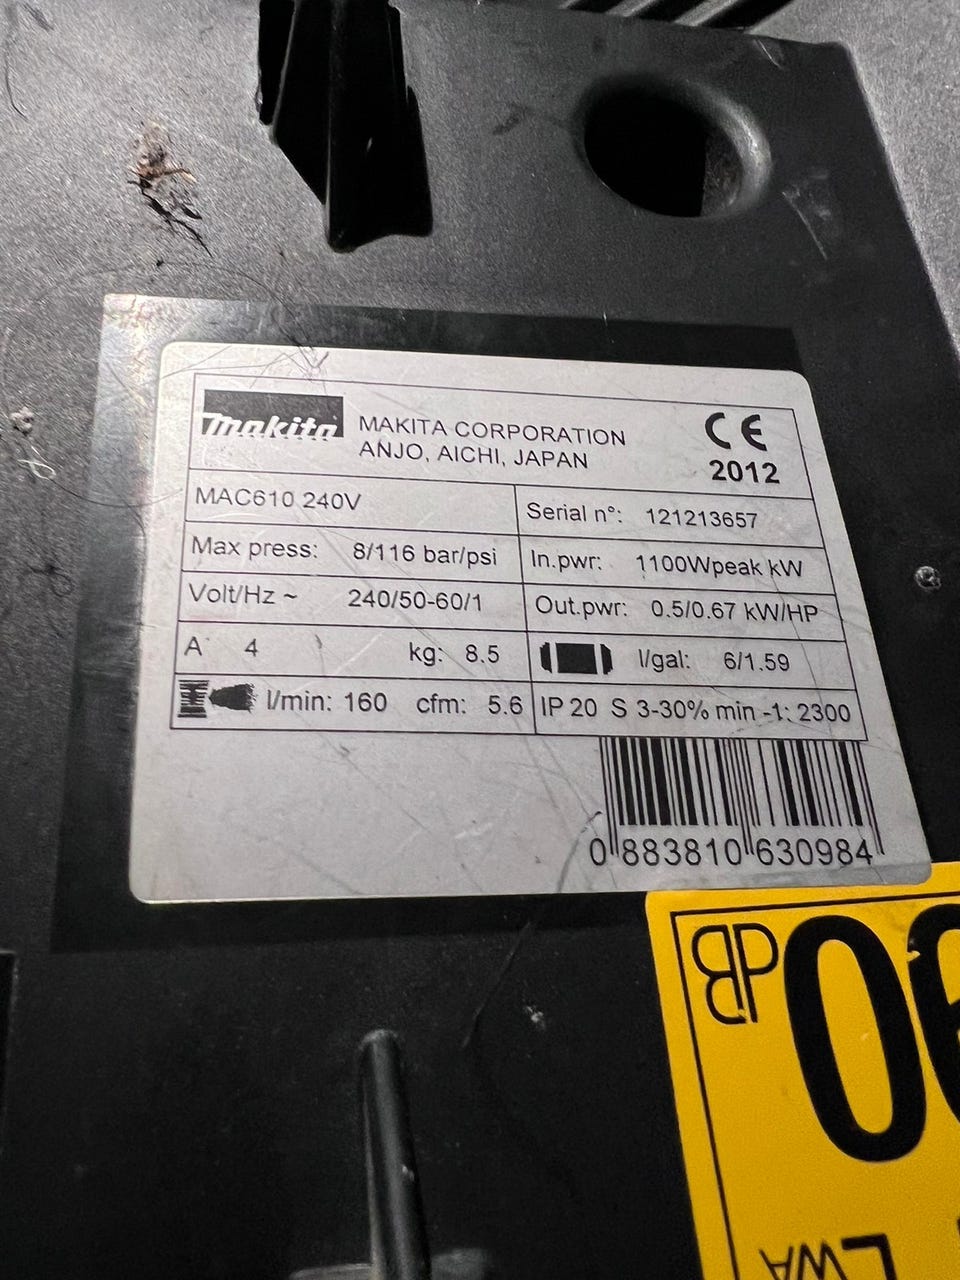 makita
MAKITA CORPORATION
ANJO, AICHI, JAPAN
CE
2012
MAC610 240V
Serial n°: 121213657
Max press: 8/116 bar/psi
In.pwr: 1100Wpeak kW
Volt/Hz ~ 240/50-60/1
Out.pwr: 0.5/0.67 kW/HP
A 4 kg: 8.5
l/gal: 6/1.59
l/min: 160 cfm: 5.6
IP 20 S 3-30% min -1: 2300
0 883810 630984
06
LWA